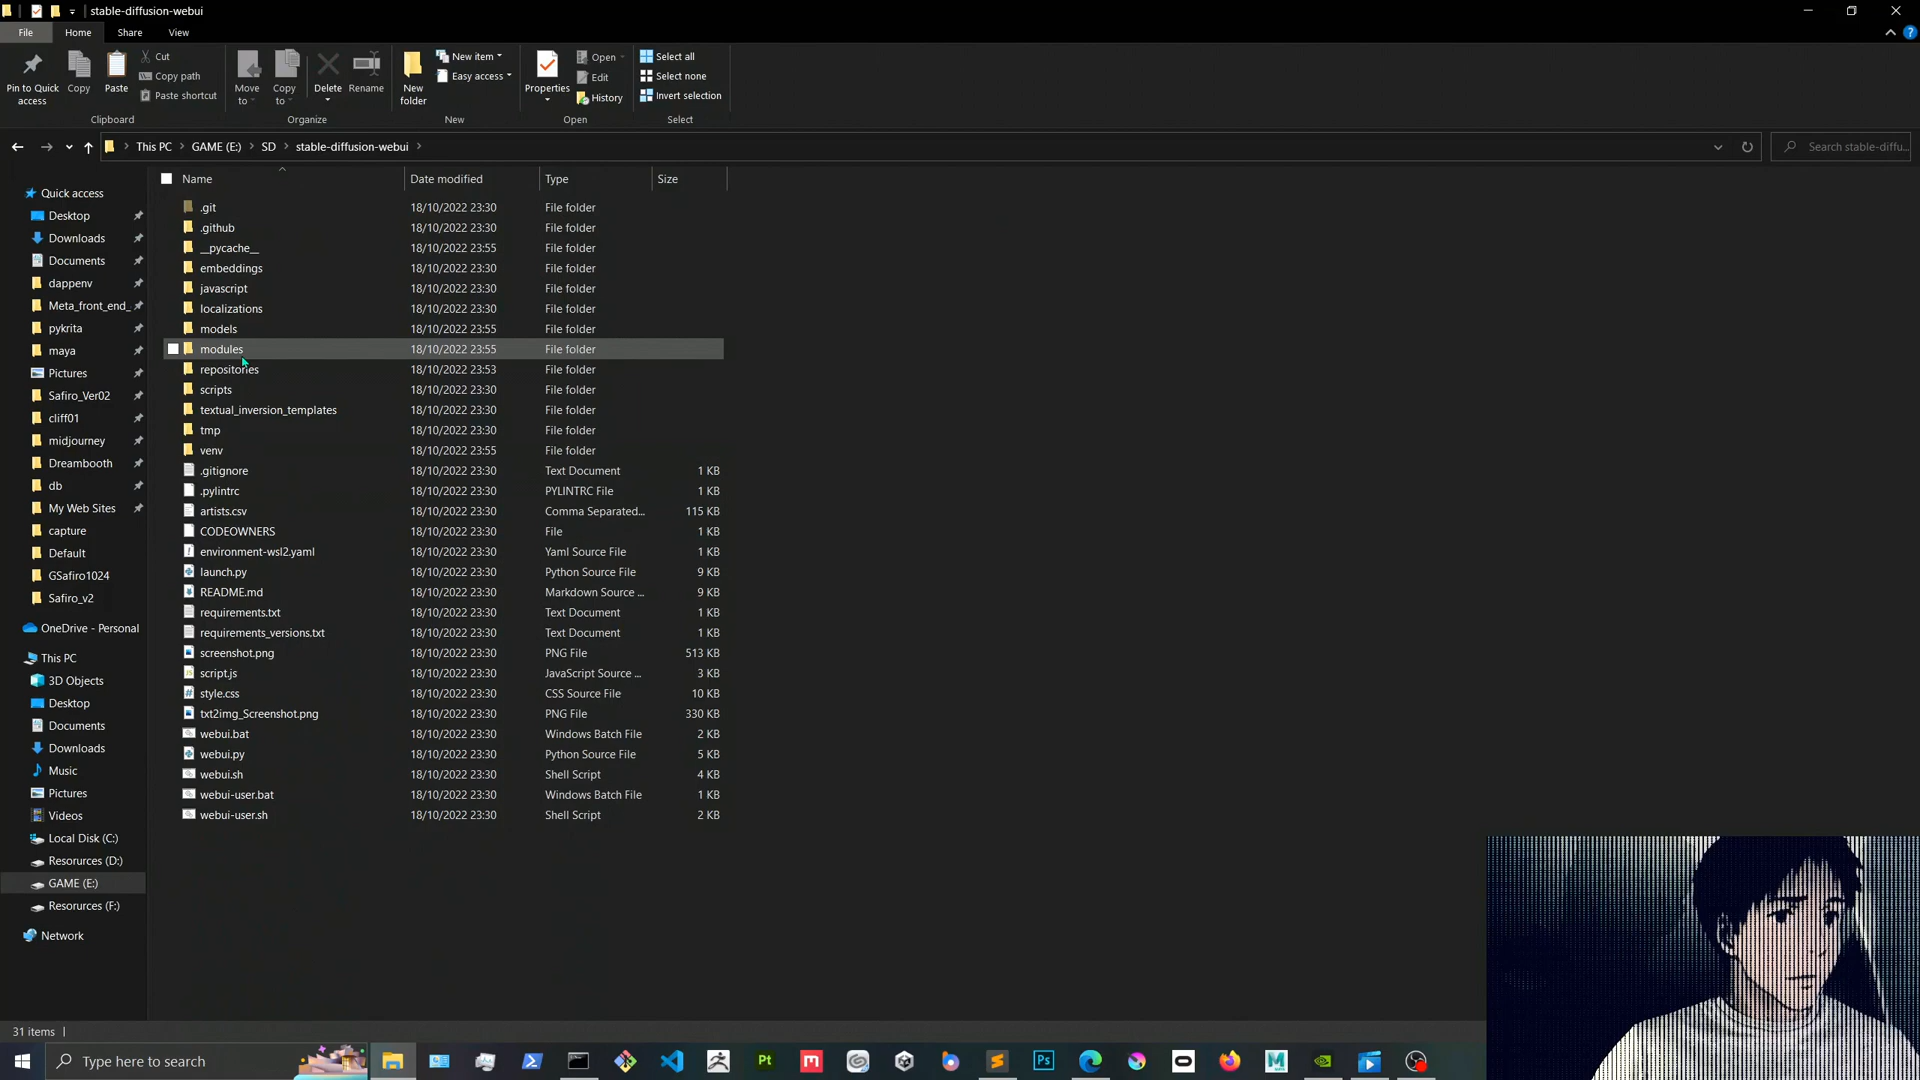 stable-diffusion-webui
File
Home
Share
View
Pin to Quick access
Copy
Paste
Cut
Copy path
Paste shortcut
Clipboard
Move to
Copy to
Delete
Rename
Organize
New folder
New item
Easy access
New
Properties
Open
Edit
History
Open
Select all
Select none
Invert selection
Select
This PC > GAME (E:) > SD > stable-diffusion-webui >
Search stable-diffu...
Quick access
Desktop
Downloads
Documents
dappenv
Meta_front_end_
pykrita
maya
Pictures
Safiro_Ver02
cliff01
midjourney
Dreambooth
db
My Web Sites
capture
Default
GSafiro1024
Safiro_v2
OneDrive - Personal
This PC
3D Objects
Desktop
Documents
Downloads
Music
Pictures
Videos
Local Disk (C:)
Resorurces (D:)
GAME (E:)
Resorurces (F:)
Network
Name Date modified Type Size
.git 18/10/2022 23:30 File folder
.github 18/10/2022 23:30 File folder
__pycache__ 18/10/2022 23:55 File folder
embeddings 18/10/2022 23:30 File folder
javascript 18/10/2022 23:30 File folder
localizations 18/10/2022 23:30 File folder
models 18/10/2022 23:55 File folder
modules 18/10/2022 23:55 File folder
repositories 18/10/2022 23:53 File folder
scripts 18/10/2022 23:30 File folder
textual_inversion_templates 18/10/2022 23:30 File folder
tmp 18/10/2022 23:30 File folder
venv 18/10/2022 23:55 File folder
.gitignore 18/10/2022 23:30 Text Document 1 KB
.pylintrc 18/10/2022 23:30 PYLINTRC File 1 KB
artists.csv 18/10/2022 23:30 Comma Separated... 115 KB
CODEOWNERS 18/10/2022 23:30 File 1 KB
environment-wsl2.yaml 18/10/2022 23:30 Yaml Source File 1 KB
launch.py 18/10/2022 23:30 Python Source File 9 KB
README.md 18/10/2022 23:30 Markdown Source ... 9 KB
requirements.txt 18/10/2022 23:30 Text Document 1 KB
requirements_versions.txt 18/10/2022 23:30 Text Document 1 KB
screenshot.png 18/10/2022 23:30 PNG File 513 KB
script.js 18/10/2022 23:30 JavaScript Source ... 3 KB
style.css 18/10/2022 23:30 CSS Source File 10 KB
txt2img_Screenshot.png 18/10/2022 23:30 PNG File 330 KB
webui.bat 18/10/2022 23:30 Windows Batch File 2 KB
webui.py 18/10/2022 23:30 Python Source File 5 KB
webui.sh 18/10/2022 23:30 Shell Script 4 KB
webui-user.bat 18/10/2022 23:30 Windows Batch File 1 KB
webui-user.sh 18/10/2022 23:30 Shell Script 2 KB
31 items
Type here to search
Pt
Ps